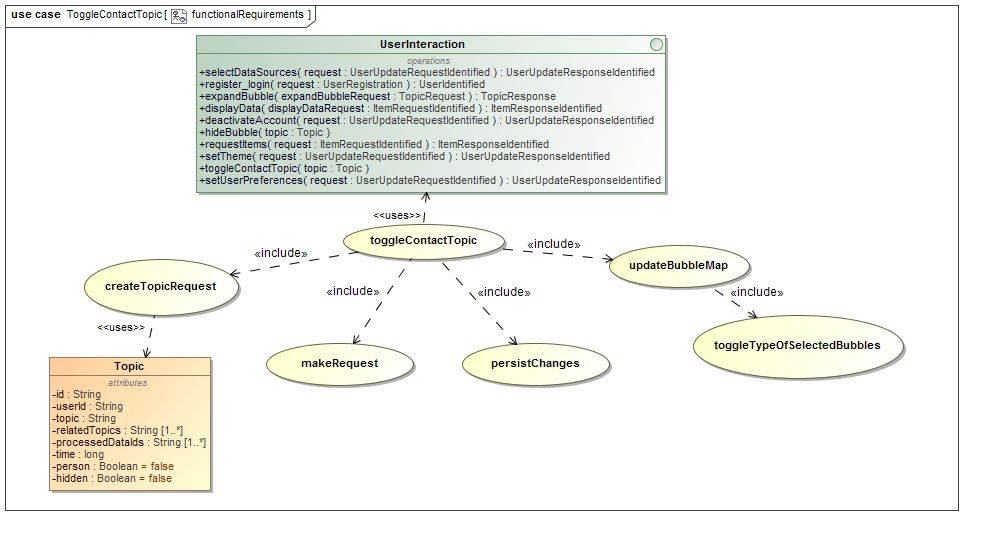 use case ToggleContactTopic [ functionalRequirements ]
UserInteraction
operations
+selectDataSources( request : UserUpdateRequestIdentified ) : UserUpdateResponseIdentified
+register_login( request : UserRegistration ) : UserIdentified
+expandBubble( expandBubbleRequest : TopicRequest ) : TopicResponse
+displayData( displayDataRequest : ItemRequestIdentified ) : ItemResponseIdentified
+deactivateAccount( request : UserUpdateRequestIdentified ) : UserUpdateResponseIdentified
+hideBubble( topic : Topic )
+requestItems( request : ItemRequestIdentified ) : ItemResponseIdentified
+setTheme( request : UserUpdateRequestIdentified ) : UserUpdateResponseIdentified
+toggleContactTopic( topic : Topic )
+setUserPreferences( request : UserUpdateRequestIdentified ) : UserUpdateResponseIdentified
<<uses>>
toggleContactTopic
«include»
«include»
updateBubbleMap
createTopicRequest
«include»
«include»
«include»
<<uses>>
toggleTypeOfSelectedBubbles
makeRequest
persistChanges
Topic
attributes
-id : String
-userId : String
-topic : String
-relatedTopics : String [1..*]
-processedDataIds : String [1..*]
-time : long
-person : Boolean = false
-hidden : Boolean = false